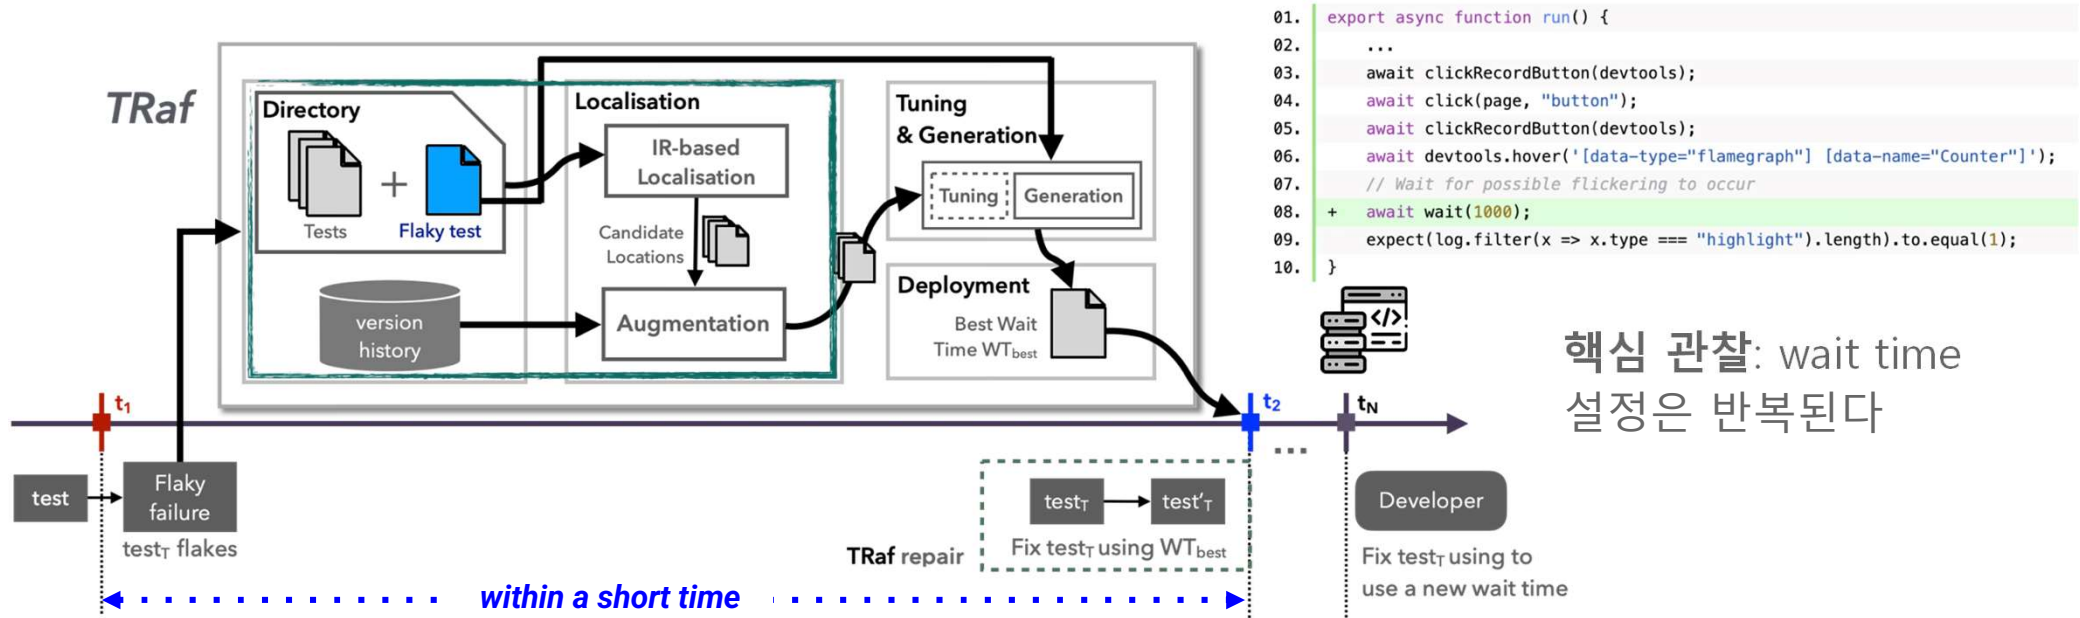 TRaf
Directory
Tests
+
Flaky test
version
history
Localisation
IR-based
Localisation
Candidate
Locations
Augmentation
Tuning
& Generation
Tuning
Generation
Deployment
Best Wait
Time WTbest
t1
t2
...
tN
test
Flaky
failure
testT flakes
TRaf repair
testT
test'T
Fix testT using WTbest
Developer
Fix testT using to
use a new wait time
within a short time
01. export async function run() {
02. ...
03. await clickRecordButton(devtools);
04. await click(page, "button");
05. await clickRecordButton(devtools);
06. await devtools.hover('[data-type="flamegraph"] [data-name="Counter"]');
07. // Wait for possible flickering to occur
08. + await wait(1000);
09. expect(log.filter(x => x.type === "highlight").length).to.equal(1);
10. }
</>
핵심 관찰: wait time
설정은 반복된다